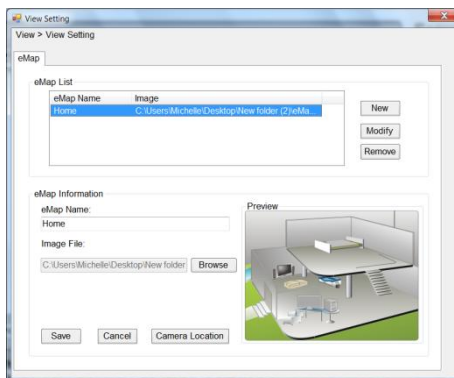 View Setting
View > View Setting
eMap
eMap List
eMap Name Image
Home C:\Users\Michelle\Desktop\New folder (2)\eMa...
New
Modify
Remove
eMap Information
eMap Name:
Preview
Home
Image File:
C:\Users\Michelle\Desktop\New folder
Browse
Save Cancel Camera Location